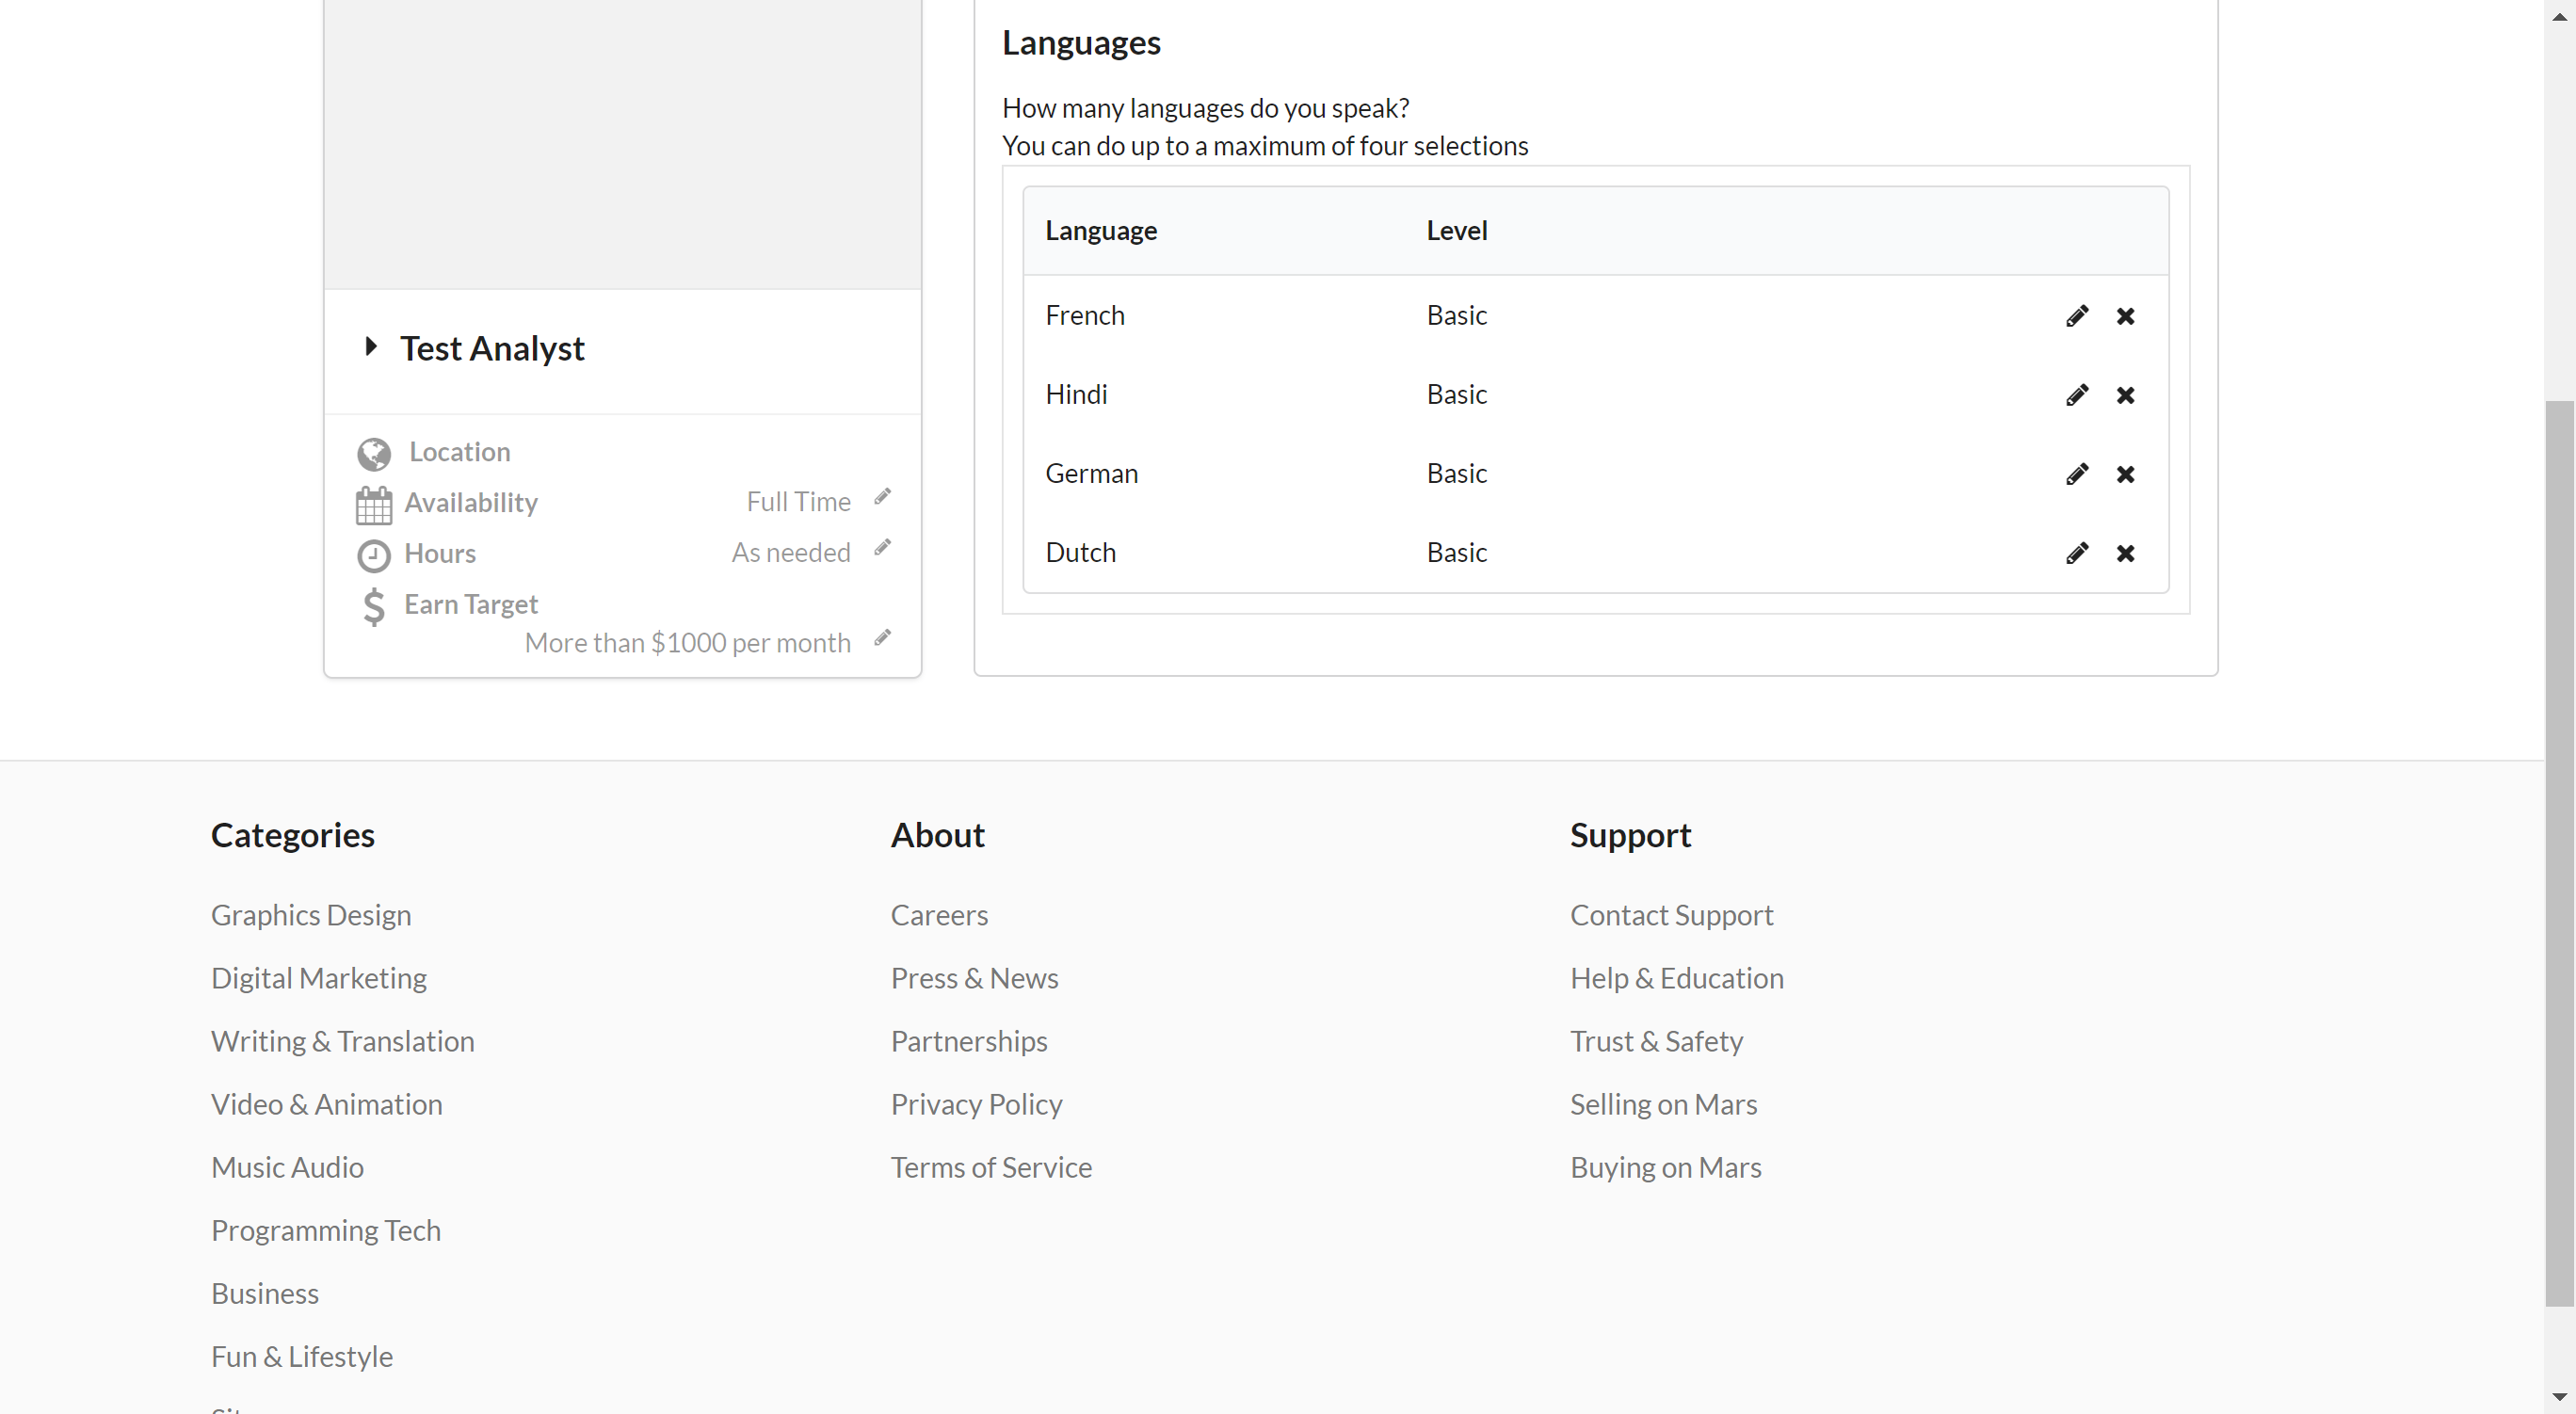 Test Analyst
Location
Availability Full Time
Hours As needed
Earn Target
More than $1000 per month
Languages
How many languages do you speak?
You can do up to a maximum of four selections
Language Level
French Basic
Hindi Basic
German Basic
Dutch Basic
Categories
Graphics Design
Digital Marketing
Writing & Translation
Video & Animation
Music Audio
Programming Tech
Business
Fun & Lifestyle
About
Careers
Press & News
Partnerships
Privacy Policy
Terms of Service
Support
Contact Support
Help & Education
Trust & Safety
Selling on Mars
Buying on Mars